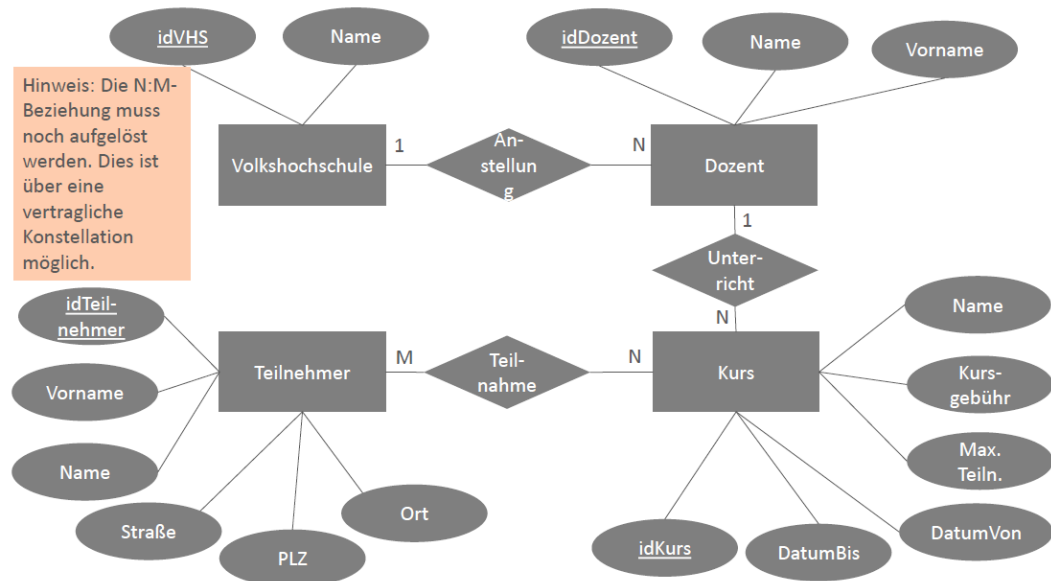 idVHS
Name
idDozent
Name
Vorname
Hinweis: Die N:M-
Beziehung muss
noch aufgelöst
werden. Dies ist
über eine
vertragliche
Konstellation
möglich.
Volkshochschule
1
An-
stellun
g
N
Dozent
1
Unter-
richt
N
idTeil-
nehmer
Vorname
Name
Straße
PLZ
Ort
Teilnehmer
M
Teil-
nahme
N
Kurs
Name
Kurs-
gebühr
Max.
Teiln.
DatumVon
DatumBis
idKurs